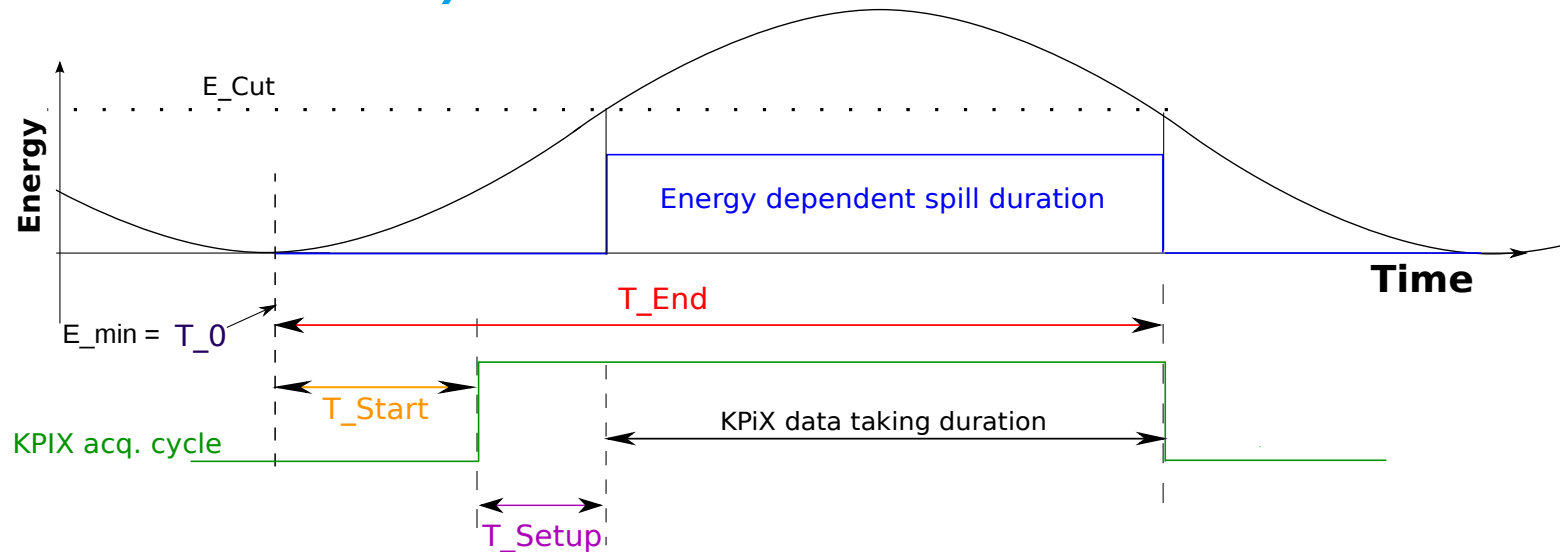 E_Cut
Energy
Energy dependent spill duration
Time
T_End
E_min = T_0
T_Start
KPiX data taking duration
KPIX acq. cycle
T_Setup